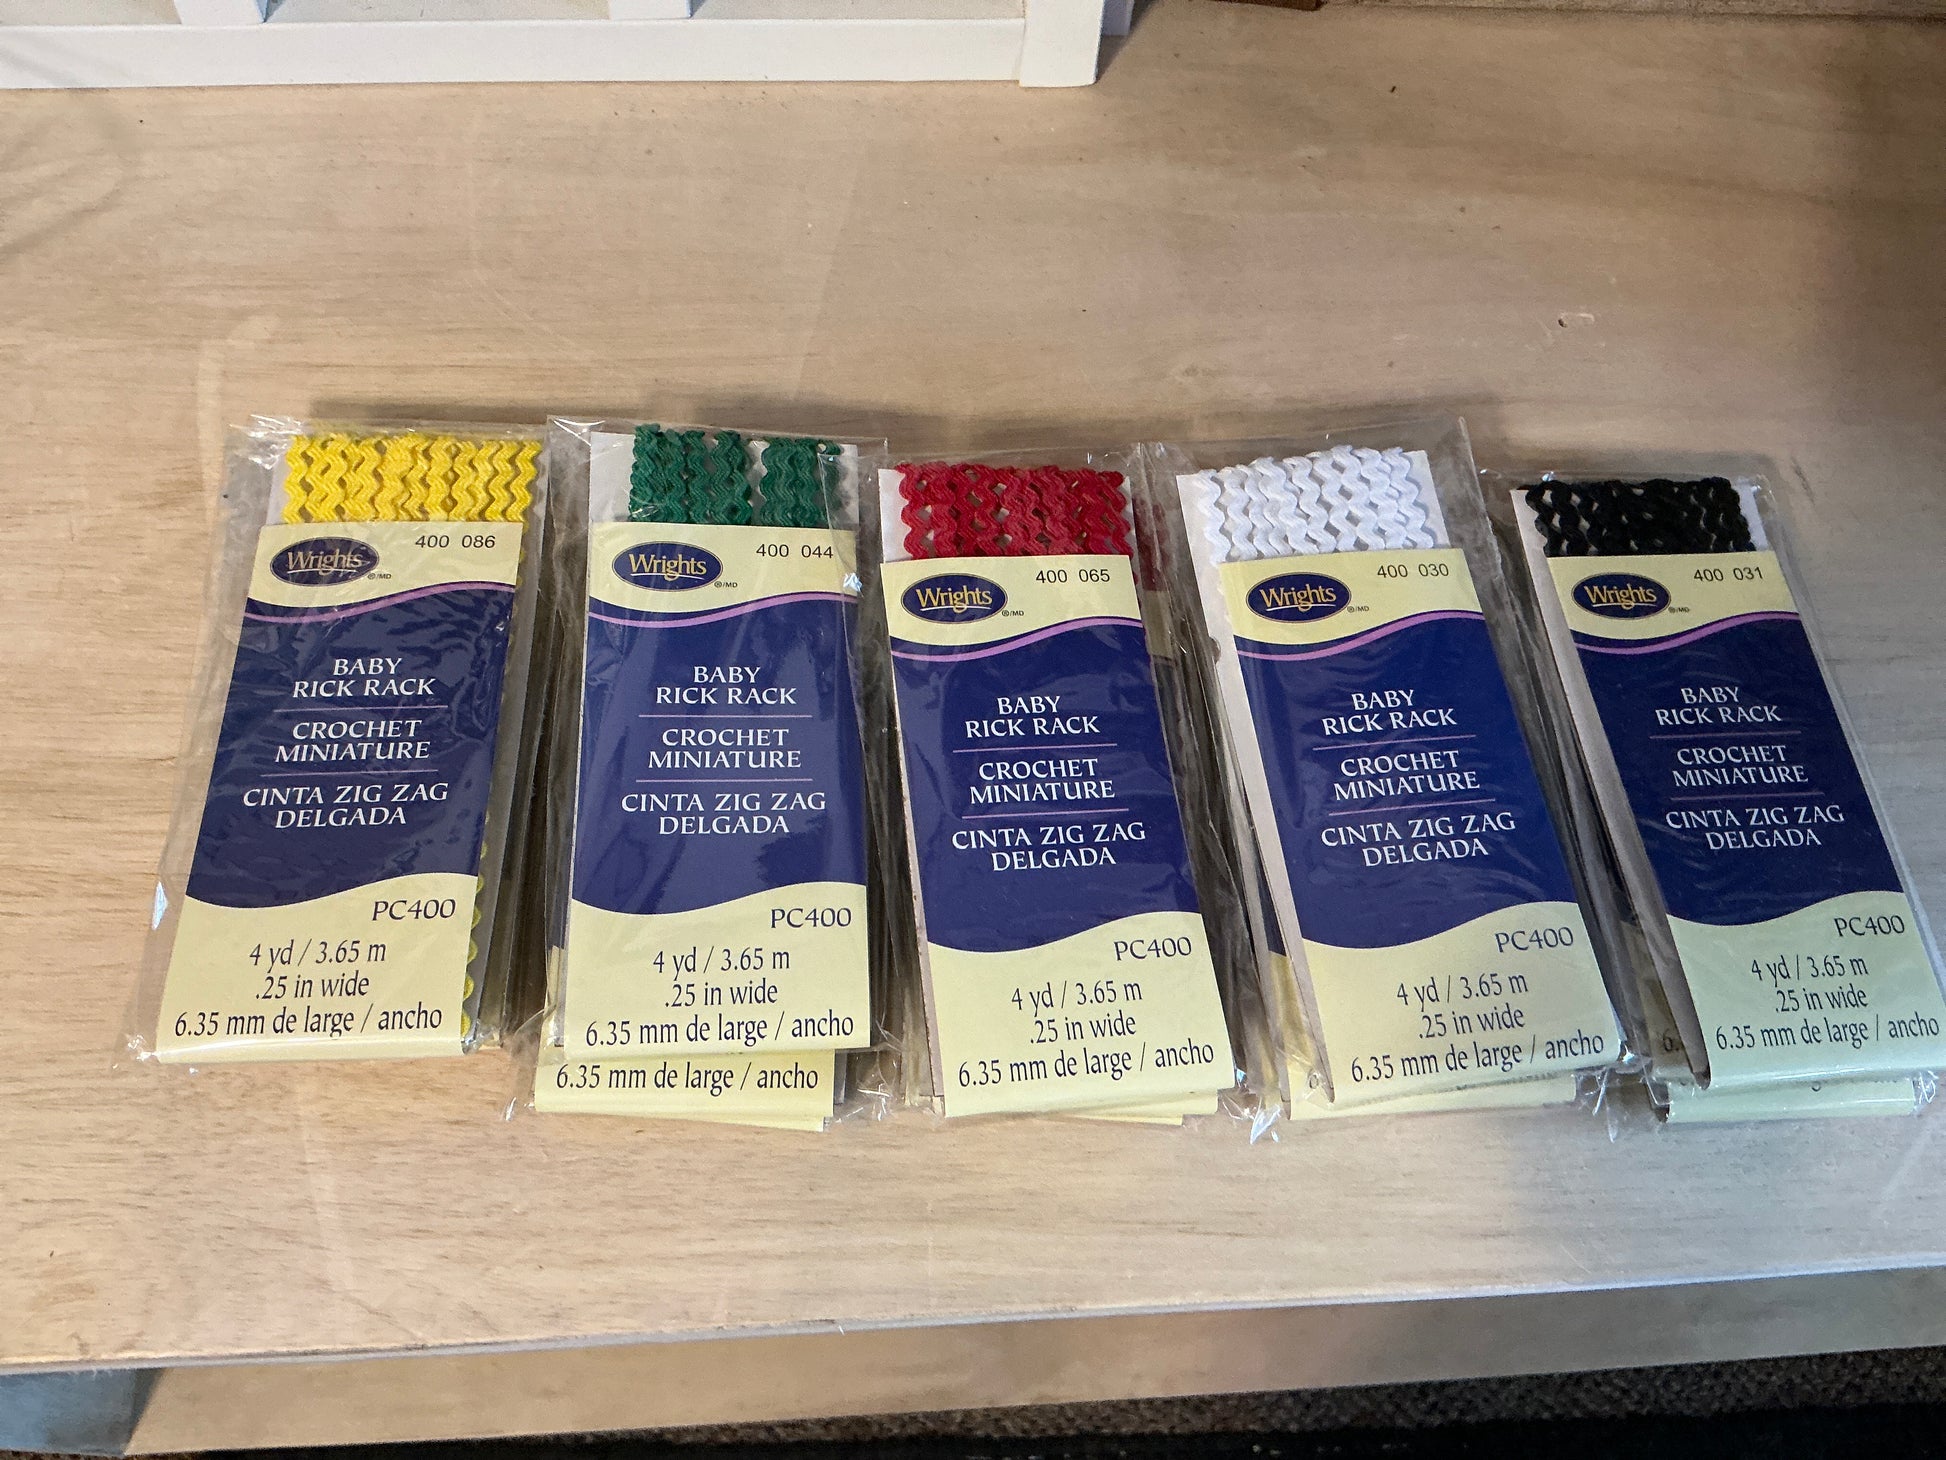 Wrights
®/MD
400 086
BABY
RICK RACK
CROCHET
MINIATURE
CINTA ZIG ZAG
DELGADA
PC400
4 yd / 3.65 m
.25 in wide
6.35 mm de large / ancho
Wrights
®/MD
400 044
BABY
RICK RACK
CROCHET
MINIATURE
CINTA ZIG ZAG
DELGADA
PC400
4 yd / 3.65 m
.25 in wide
6.35 mm de large / ancho
6.35 mm de large / ancho
Wrights
®/MD
400 065
BABY
RICK RACK
CROCHET
MINIATURE
CINTA ZIG ZAG
DELGADA
PC400
4 yd / 3.65 m
.25 in wide
6.35 mm de large / ancho
Wrights
®/MD
400 030
BABY
RICK RACK
CROCHET
MINIATURE
CINTA ZIG ZAG
DELGADA
PC400
4 yd / 3.65 m
.25 in wide
6.35 mm de large / ancho
Wrights
®/MD
400 031
BABY
RICK RACK
CROCHET
MINIATURE
CINTA ZIG ZAG
DELGADA
PC400
4 yd / 3.65 m
.25 in wide
6.35 mm de large / ancho